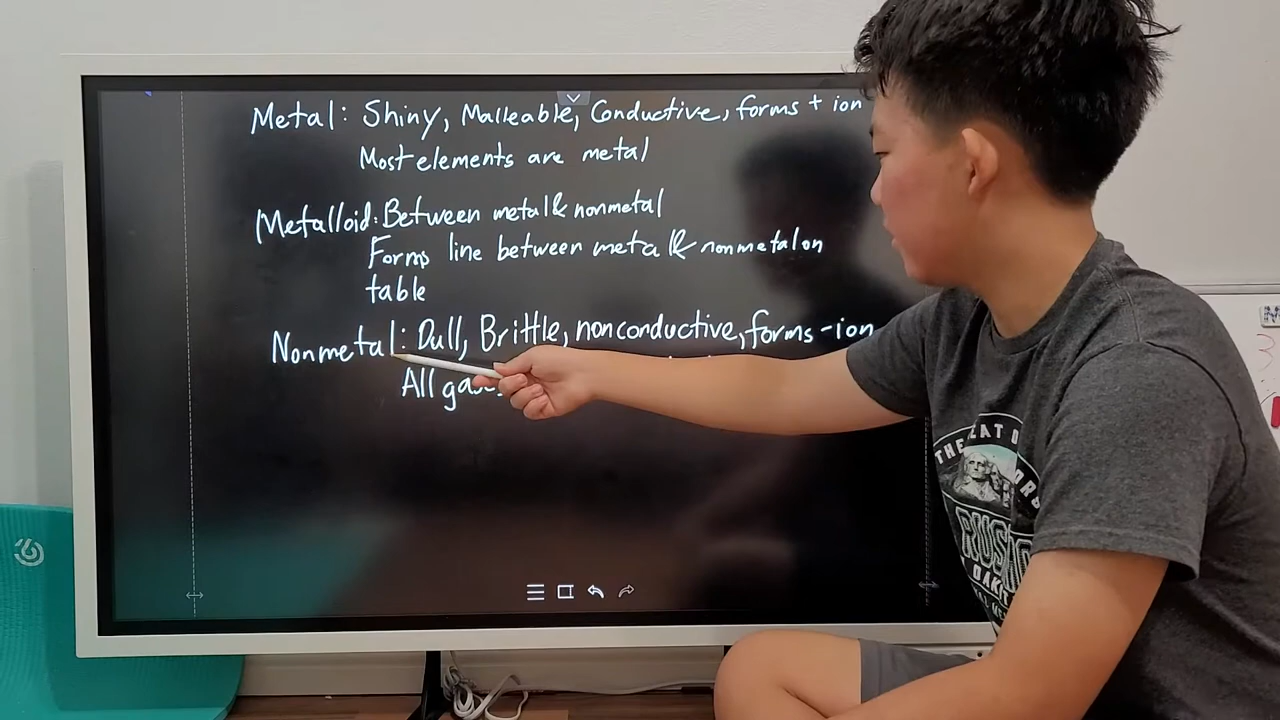 Metal: Shiny, Malleable, Conductive, forms + ion
Most elements are metal
Metalloid: Between metal & nonmetal
Forms line between metal & nonmetal on
table
Nonmetal: Dull, Brittle, nonconductive, forms - ion
All
THE